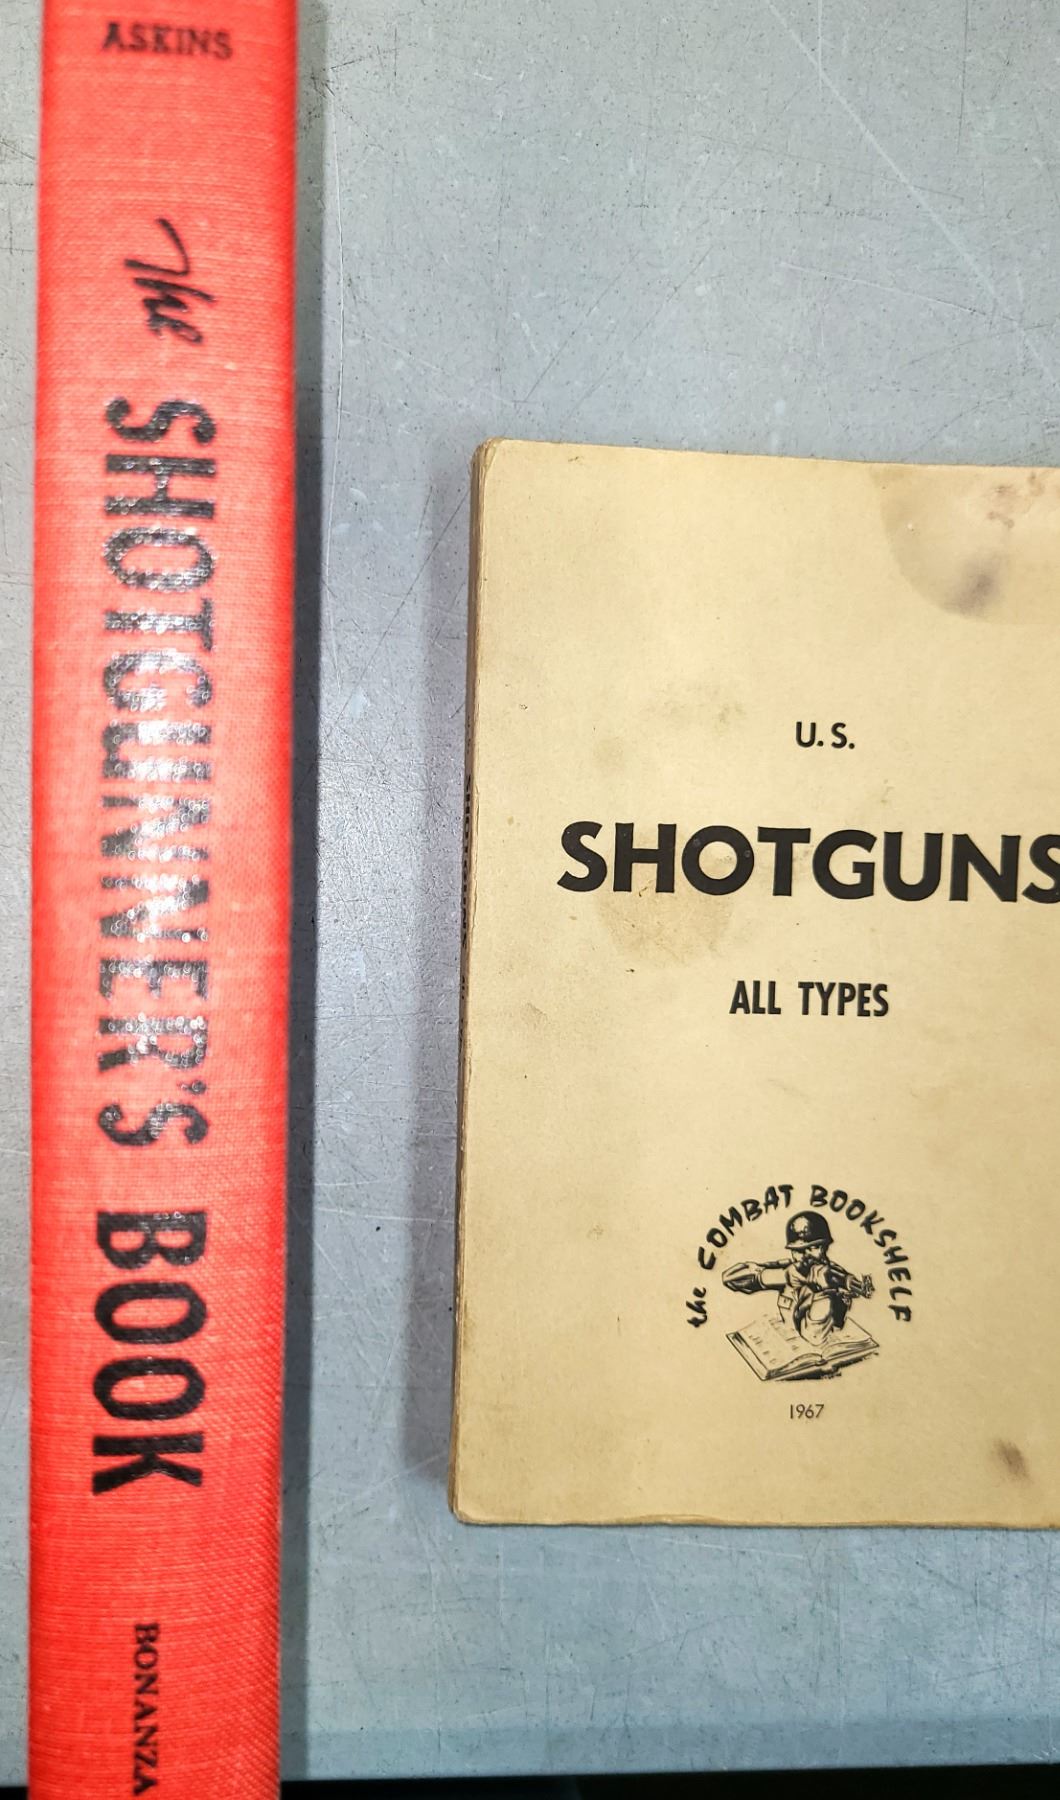 ASKINS
The SHOTGUNNER'S BOOK
BONANZA
U.S.
SHOTGUNS
ALL TYPES
the COMBAT BOOKSHELF
1967